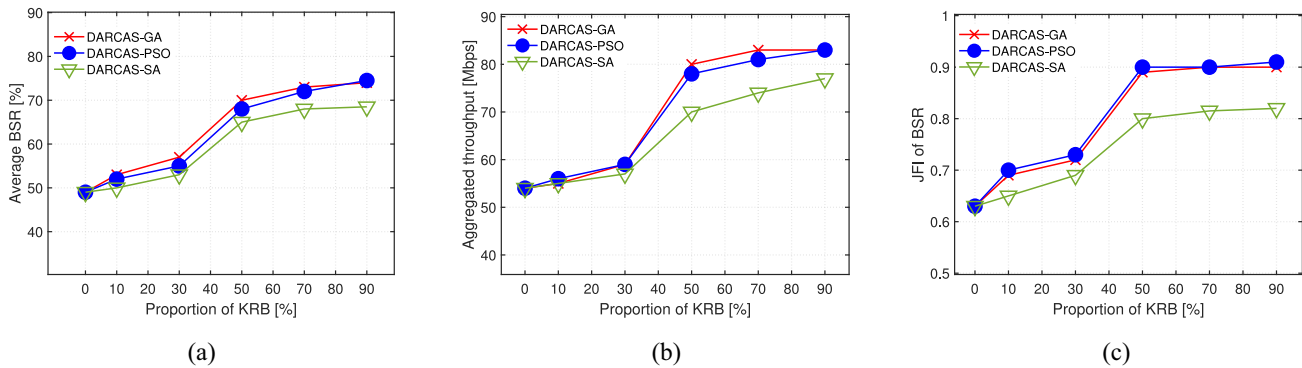 90
80
70
60
50
40
Average BSR [%]
DARCAS-GA
DARCAS-PSO
DARCAS-SA
0 10 20 30 40 50 60 70 80 90
Proportion of KRB [%]
(a)
90
80
70
60
50
40
Aggregated throughput [Mbps]
DARCAS-GA
DARCAS-PSO
DARCAS-SA
0 10 20 30 40 50 60 70 80 90
Proportion of KRB [%]
(b)
1
0.9
0.8
0.7
0.6
0.5
JFI of BSR
DARCAS-GA
DARCAS-PSO
DARCAS-SA
0 10 20 30 40 50 60 70 80 90
Proportion of KRB [%]
(c)